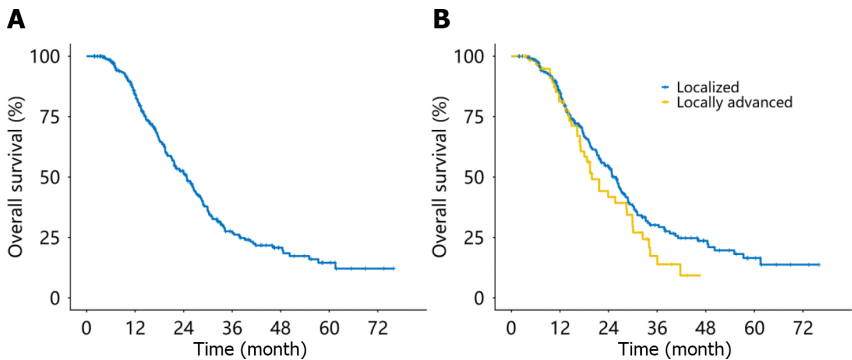 A
B
Overall survival (%)
100
75
50
25
0
0 12 24 36 48 60 72
Time (month)
Overall survival (%)
100
75
50
25
0
Localized
Locally advanced
0 12 24 36 48 60 72
Time (month)